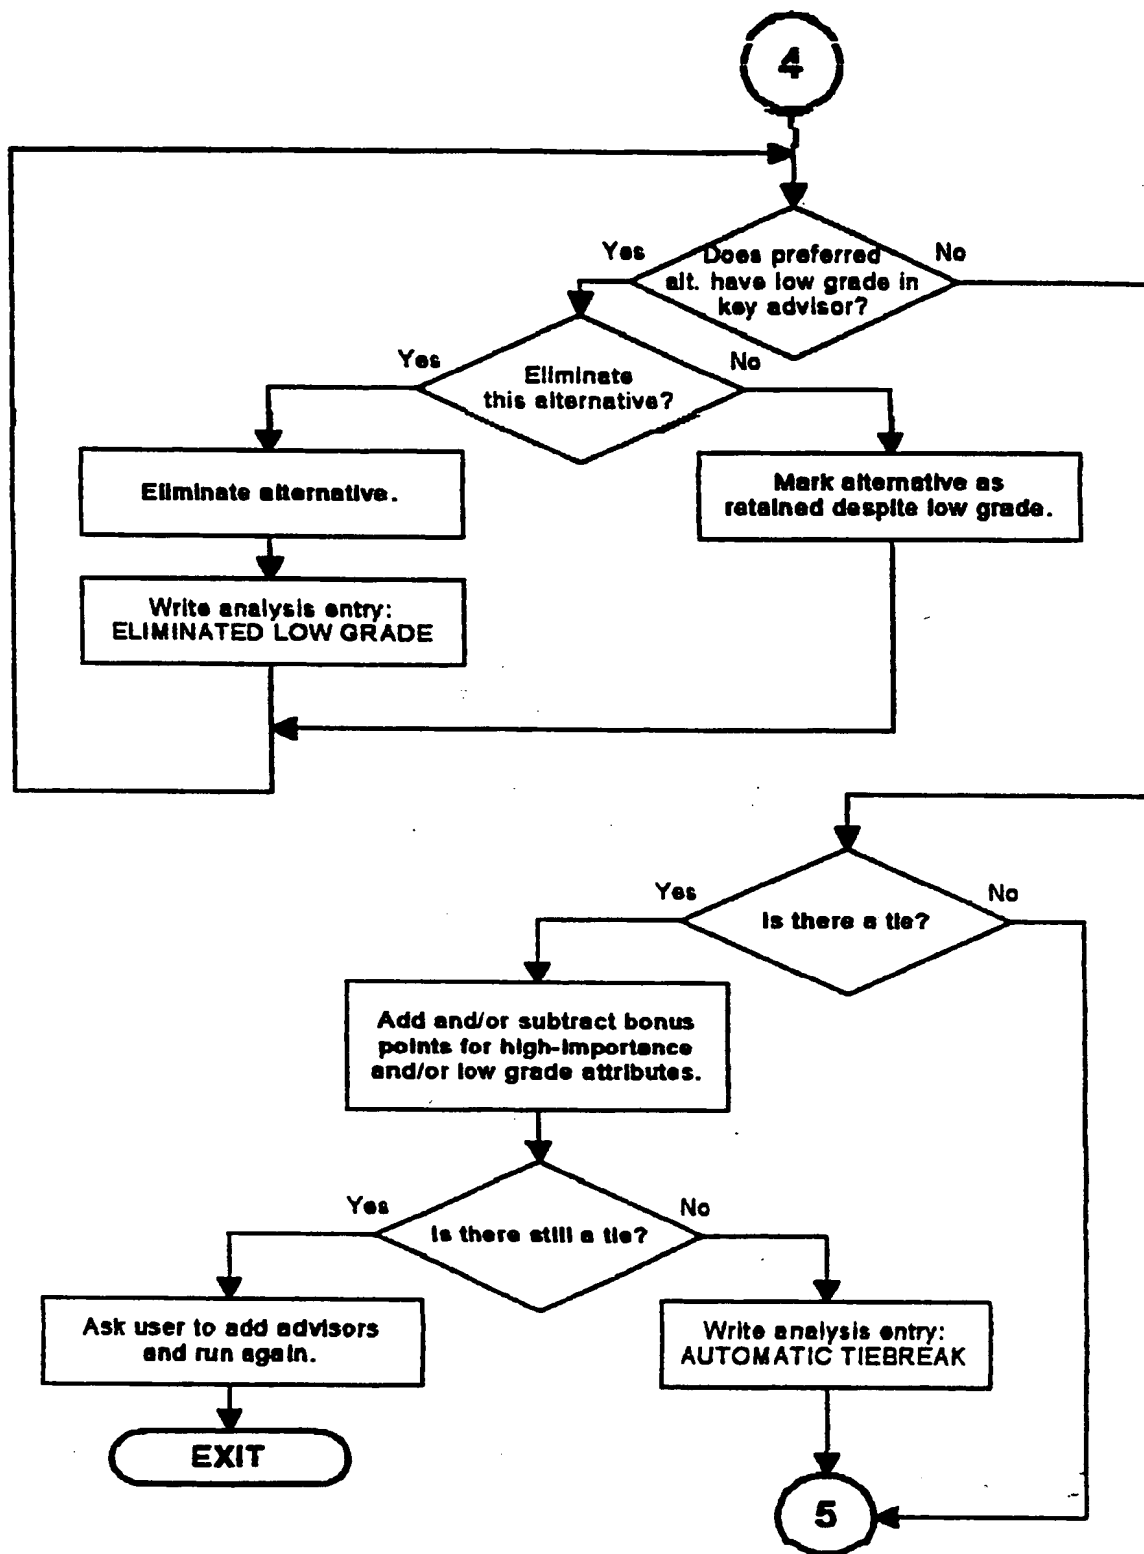 4
Yes
No
Does preferred
alt. have low grade in
key advisor?
Yes
No
Eliminate
this alternative?
Eliminate alternative.
Mark alternative as
retained despite low grade.
Write analysis entry:
ELIMINATED LOW GRADE
Yes
No
Is there a tie?
Add and/or subtract bonus
points for high-importance
and/or low grade attributes.
Yes
No
Is there still a tie?
Ask user to add advisors
and run again.
Write analysis entry:
AUTOMATIC TIEBREAK
EXIT
5